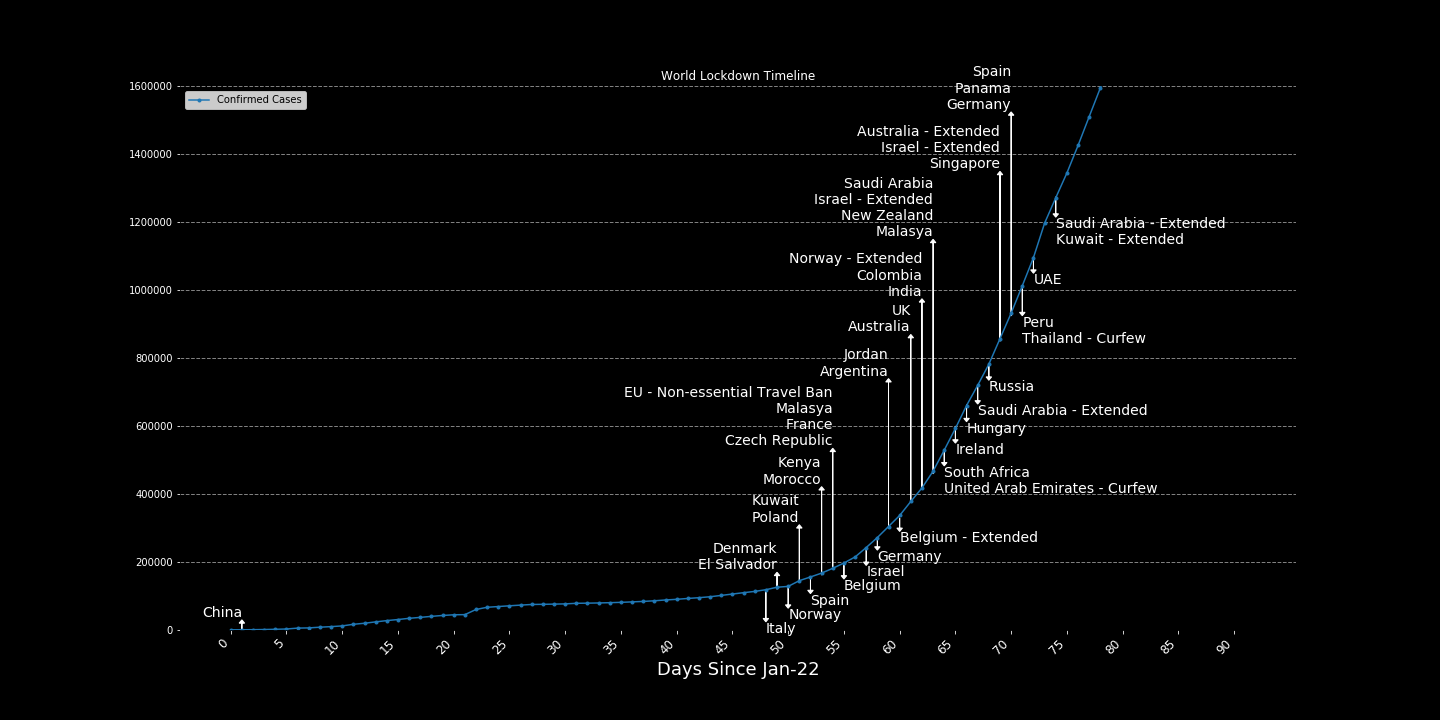 World Lockdown Timeline
Confirmed Cases
1600000
1400000
1200000
1000000
800000
600000
400000
200000
0
Spain
Panama
Germany
Australia - Extended
Israel - Extended
Singapore
Saudi Arabia
Israel - Extended
New Zealand
Malasya
Norway - Extended
Colombia
India
UK
Australia
Jordan
Argentina
EU - Non-essential Travel Ban
Malasya
France
Czech Republic
Kenya
Morocco
Kuwait
Poland
Denmark
El Salvador
China
Saudi Arabia - Extended
Kuwait - Extended
UAE
Peru
Thailand - Curfew
Russia
Saudi Arabia - Extended
Hungary
Ireland
South Africa
United Arab Emirates - Curfew
Belgium - Extended
Germany
Israel
Belgium
Spain
Norway
Italy
0 5 10 15 20 25 30 35 40 45 50 55 60 65 70 75 80 85 90
Days Since Jan-22